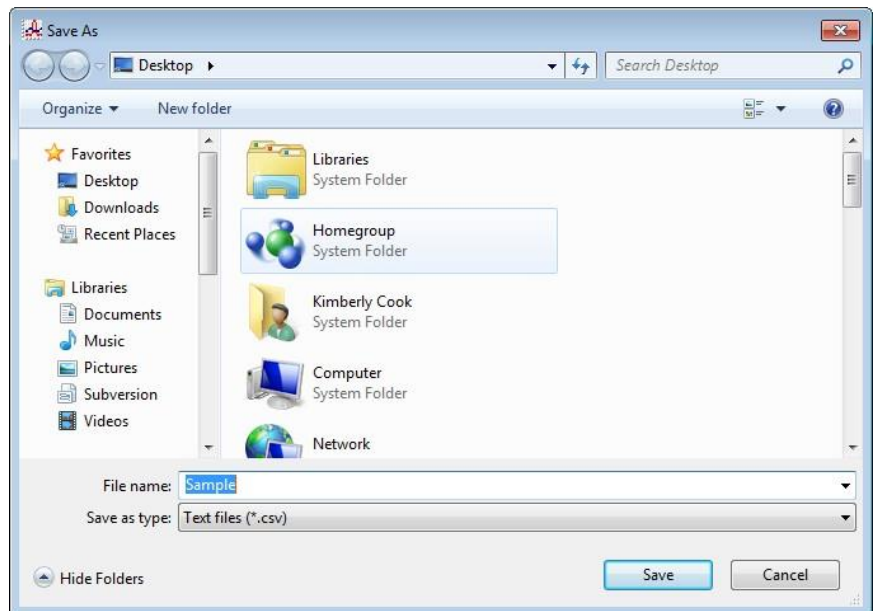 Save As
Desktop
Search Desktop
Organize
New folder
Favorites
Desktop
Downloads
Recent Places
Libraries
Documents
Music
Pictures
Subversion
Videos
Libraries
System Folder
Homegroup
System Folder
Kimberly Cook
System Folder
Computer
System Folder
Network
File name: Sample
Save as type: Text files (*.csv)
Hide Folders
Save
Cancel